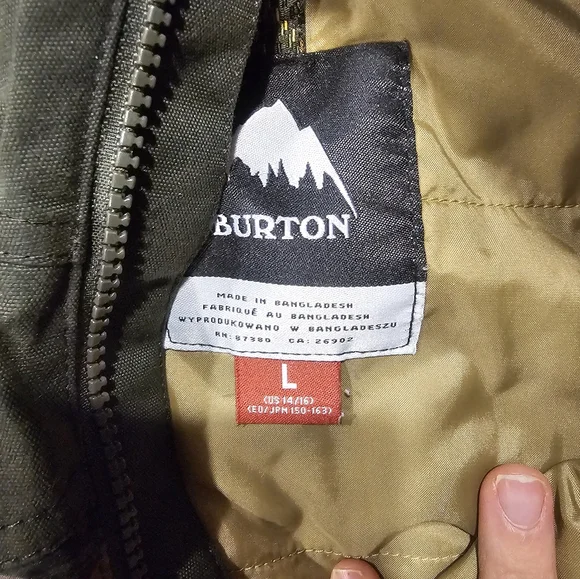 BURTON
MADE IN BANGLADESH
FABRIQUÉ AU BANGLADESH
WYPRODUKOWANO W BANGLADESZU
RN: 87380 CA: 26902
L
(US 14/16)
(EU/JPN 150-163)